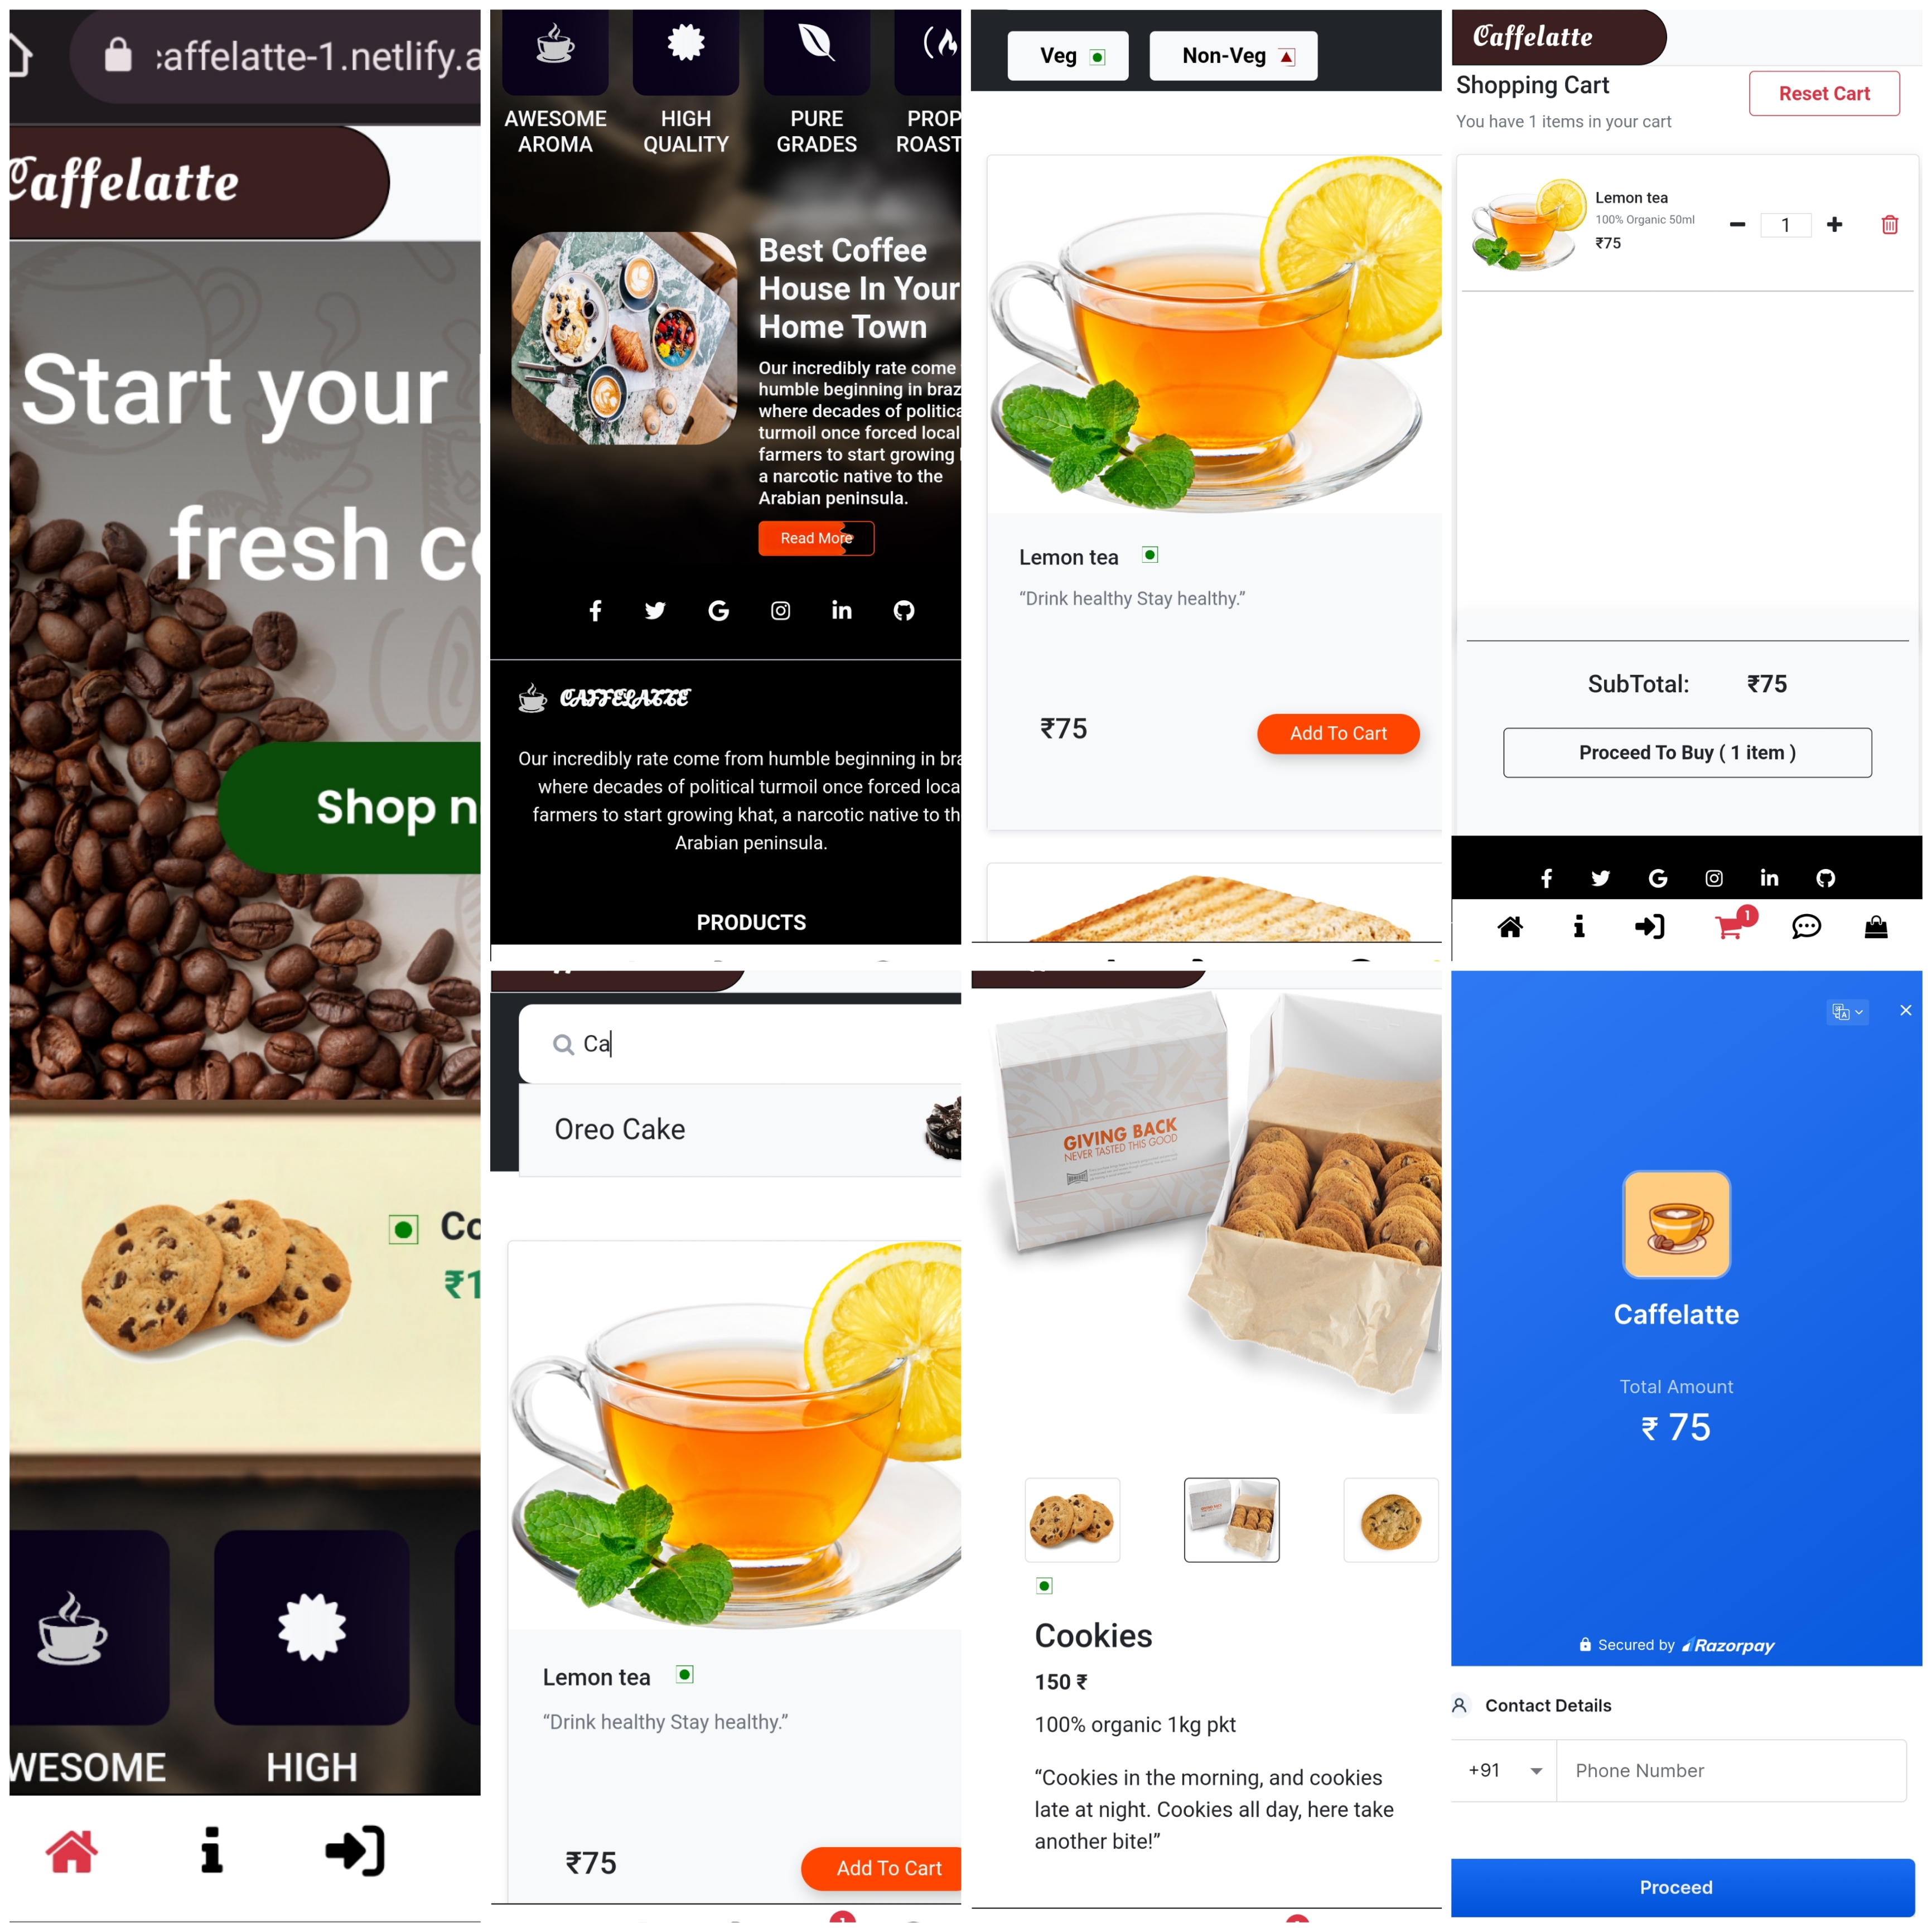 :affelatte-1.netlify.a
Caffelatte
Start your
fresh co
Shop n
Co
₹1
WESOME
HIGH
AWESOME
AROMA
HIGH
QUALITY
PURE
GRADES
PROP
ROAST
Best Coffee
House In Your
Home Town
Our incredibly rate come
humble beginning in braz
where decades of politica
turmoil once forced local
farmers to start growing
a narcotic native to the
Arabian peninsula.
Read More
CAFFELATTE
Our incredibly rate come from humble beginning in bra
where decades of political turmoil once forced loca
farmers to start growing khat, a narcotic native to th
Arabian peninsula.
PRODUCTS
Veg
Non-Veg
Lemon tea
“Drink healthy Stay healthy.”
₹75
Add To Cart
Caffelatte
Shopping Cart
Reset Cart
You have 1 items in your cart
Lemon tea
100% Organic 50ml
₹75
1
SubTotal: ₹75
Proceed To Buy ( 1 item )
1
Ca
Oreo Cake
Lemon tea
“Drink healthy Stay healthy.”
₹75
Add To Cart
GIVING BACK
NEVER TASTED THIS GOOD
Cookies
150 ₹
100% organic 1kg pkt
“Cookies in the morning, and cookies
late at night. Cookies all day, here take
another bite!”
Caffelatte
Total Amount
₹ 75
Secured by Razorpay
Contact Details
+91
Phone Number
Proceed